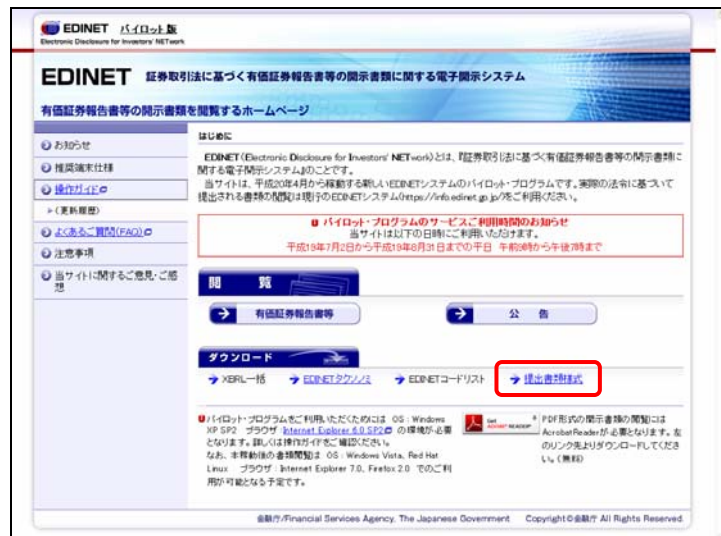 EDINET パイロット版
Electronic Disclosure for Investors' NETwork
EDINET 証券取引法に基づく有価証券報告書等の開示書類に関する電子開示システム
有価証券報告書等の開示書類を閲覧するホームページ
お知らせ
推奨端末仕様
操作ガイド
(更新履歴)
よくあるご質問(FAQ)
注意事項
当サイトに関するご意見・ご感
想
はじめに
EDINET(Electronic Disclosure for Investors' NETwork)とは、『証券取引法に基づく有価証券報告書等の開示書類に
関する電子開示システム』のことです。
当サイトは、平成20年4月から稼動する新しいEDINETシステムのパイロット・プログラムです。実際の法令に基づいて
提出される書類の閲覧は現行のEDINETシステム(https://info.edinet.go.jp/)をご利用ください。
パイロット・プログラムのサービスご利用時間のお知らせ
当サイトは以下の日時にご利用いただけます。
平成19年7月2日から平成19年8月31日までの平日 午前9時から午後7時まで
閲 覧
有価証券報告書等
公 告
ダウンロード
XBRL一括
EDINETタクソノミ
EDINETコードリスト
提出書類様式
パイロット・プログラムをご利用いただくためには OS:Windows
XP SP2 ブラウザ:Internet Explorer 6.0 SP2 の環境が必要
となります。詳しくは操作ガイドをご確認ください。
なお、本稼動後の書類閲覧は OS:Windows Vista、Red Hat
Linux ブラウザ:Internet Explorer 7.0、Firefox 2.0 でのご利
用が可能となる予定です。
Get ACROBAT READER
PDF形式の開示書類の閲覧には
Acrobat Readerが必要となります。左
のリンク先よりダウンロードしてくださ
い。(無料)
金融庁/Financial Services Agency, The Japanese Government Copyright©金融庁 All Rights Reserved